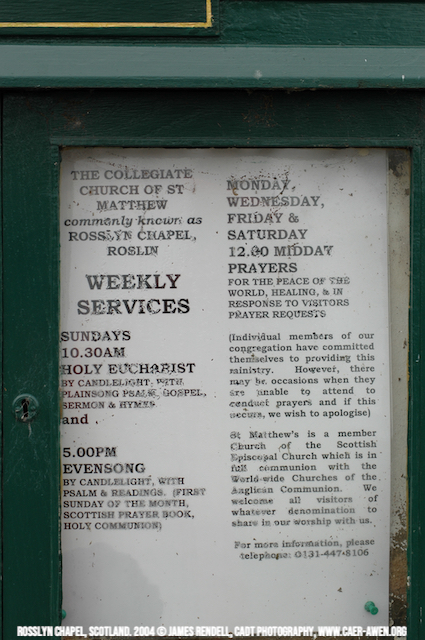 THE COLLEGIATE
CHURCH OF ST
MATTHEW
commonly known as
ROSSLYN CHAPEL,
ROSLIN
WEEKLY
SERVICES
SUNDAYS
10.30AM
HOLY EUCHARIST
BY CANDLELIGHT, WITH
PLAINSONG PSALM, GOSPEL,
SERMON & HYMNS
and
5.00PM
EVENSONG
BY CANDLELIGHT, WITH
PSALM & READINGS. (FIRST
SUNDAY OF THE MONTH,
SCOTTISH PRAYER BOOK,
HOLY COMMUNION)
MONDAY,
WEDNESDAY,
FRIDAY &
SATURDAY
12.00 MIDDAY
PRAYERS
FOR THE PEACE OF THE
WORLD, HEALING, & IN
RESPONSE TO VISITORS
PRAYER REQUESTS
(Individual members of our
congregation have committed
themselves to providing this
ministry. However, there
may be occasions when they
are unable to attend to
conduct prayers and if this
occurs, we wish to apologise)
St Matthew's is a member
Church of the Scottish
Episcopal Church which is in
full communion with the
World-wide Churches of the
Anglican Communion. We
welcome all visitors of
whatever denomination to
share in our worship with us.
For more information, please
telephone: 0131-447-8106
ROSSLYN CHAPEL, SCOTLAND. 2004 © JAMES RENDELL, CADT PHOTOGRAPHY, WWW.CAER-AWEN.ORG